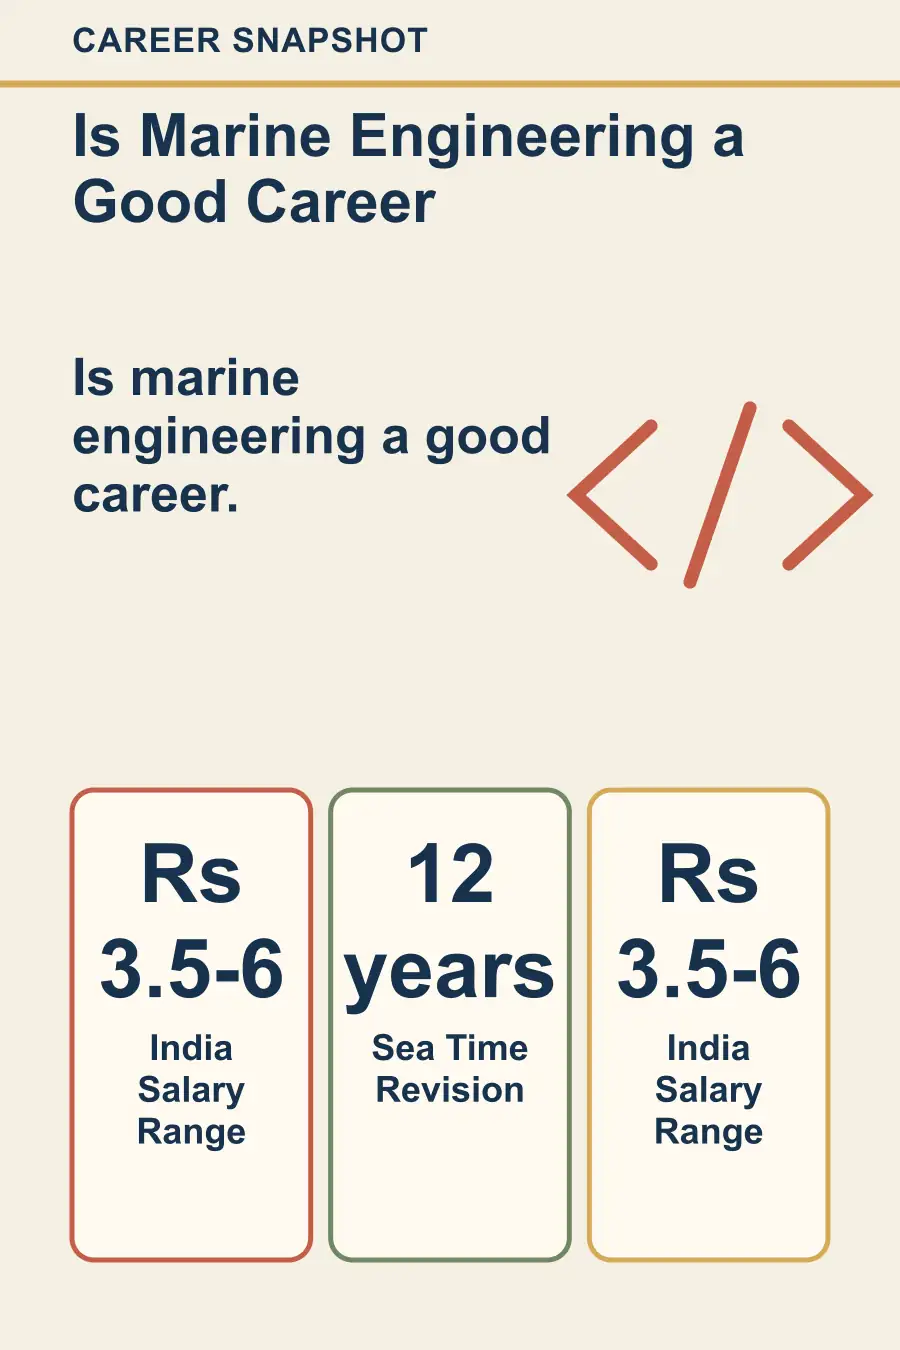 CAREER SNAPSHOT
Is Marine Engineering a
Good Career
Is marine
engineering a good
career.
Rs
3.5-6
India
Salary
Range
12
years
Sea Time
Revision
Rs
3.5-6
India
Salary
Range